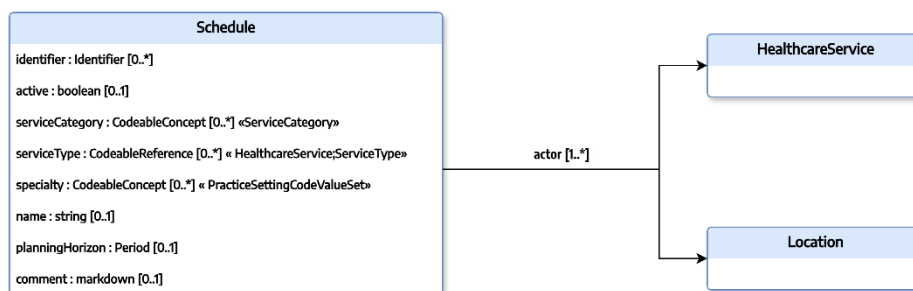 Schedule
identifier : Identifier [0..*]
active : boolean [0..1]
serviceCategory : CodeableConcept [0..*] «ServiceCategory»
serviceType : CodeableReference [0..*] « HealthcareService;ServiceType»
specialty : CodeableConcept [0..*] « PracticeSettingCodeValueSet»
name : string [0..1]
planningHorizon : Period [0..1]
comment : markdown [0..1]
actor [1..*]
HealthcareService
Location